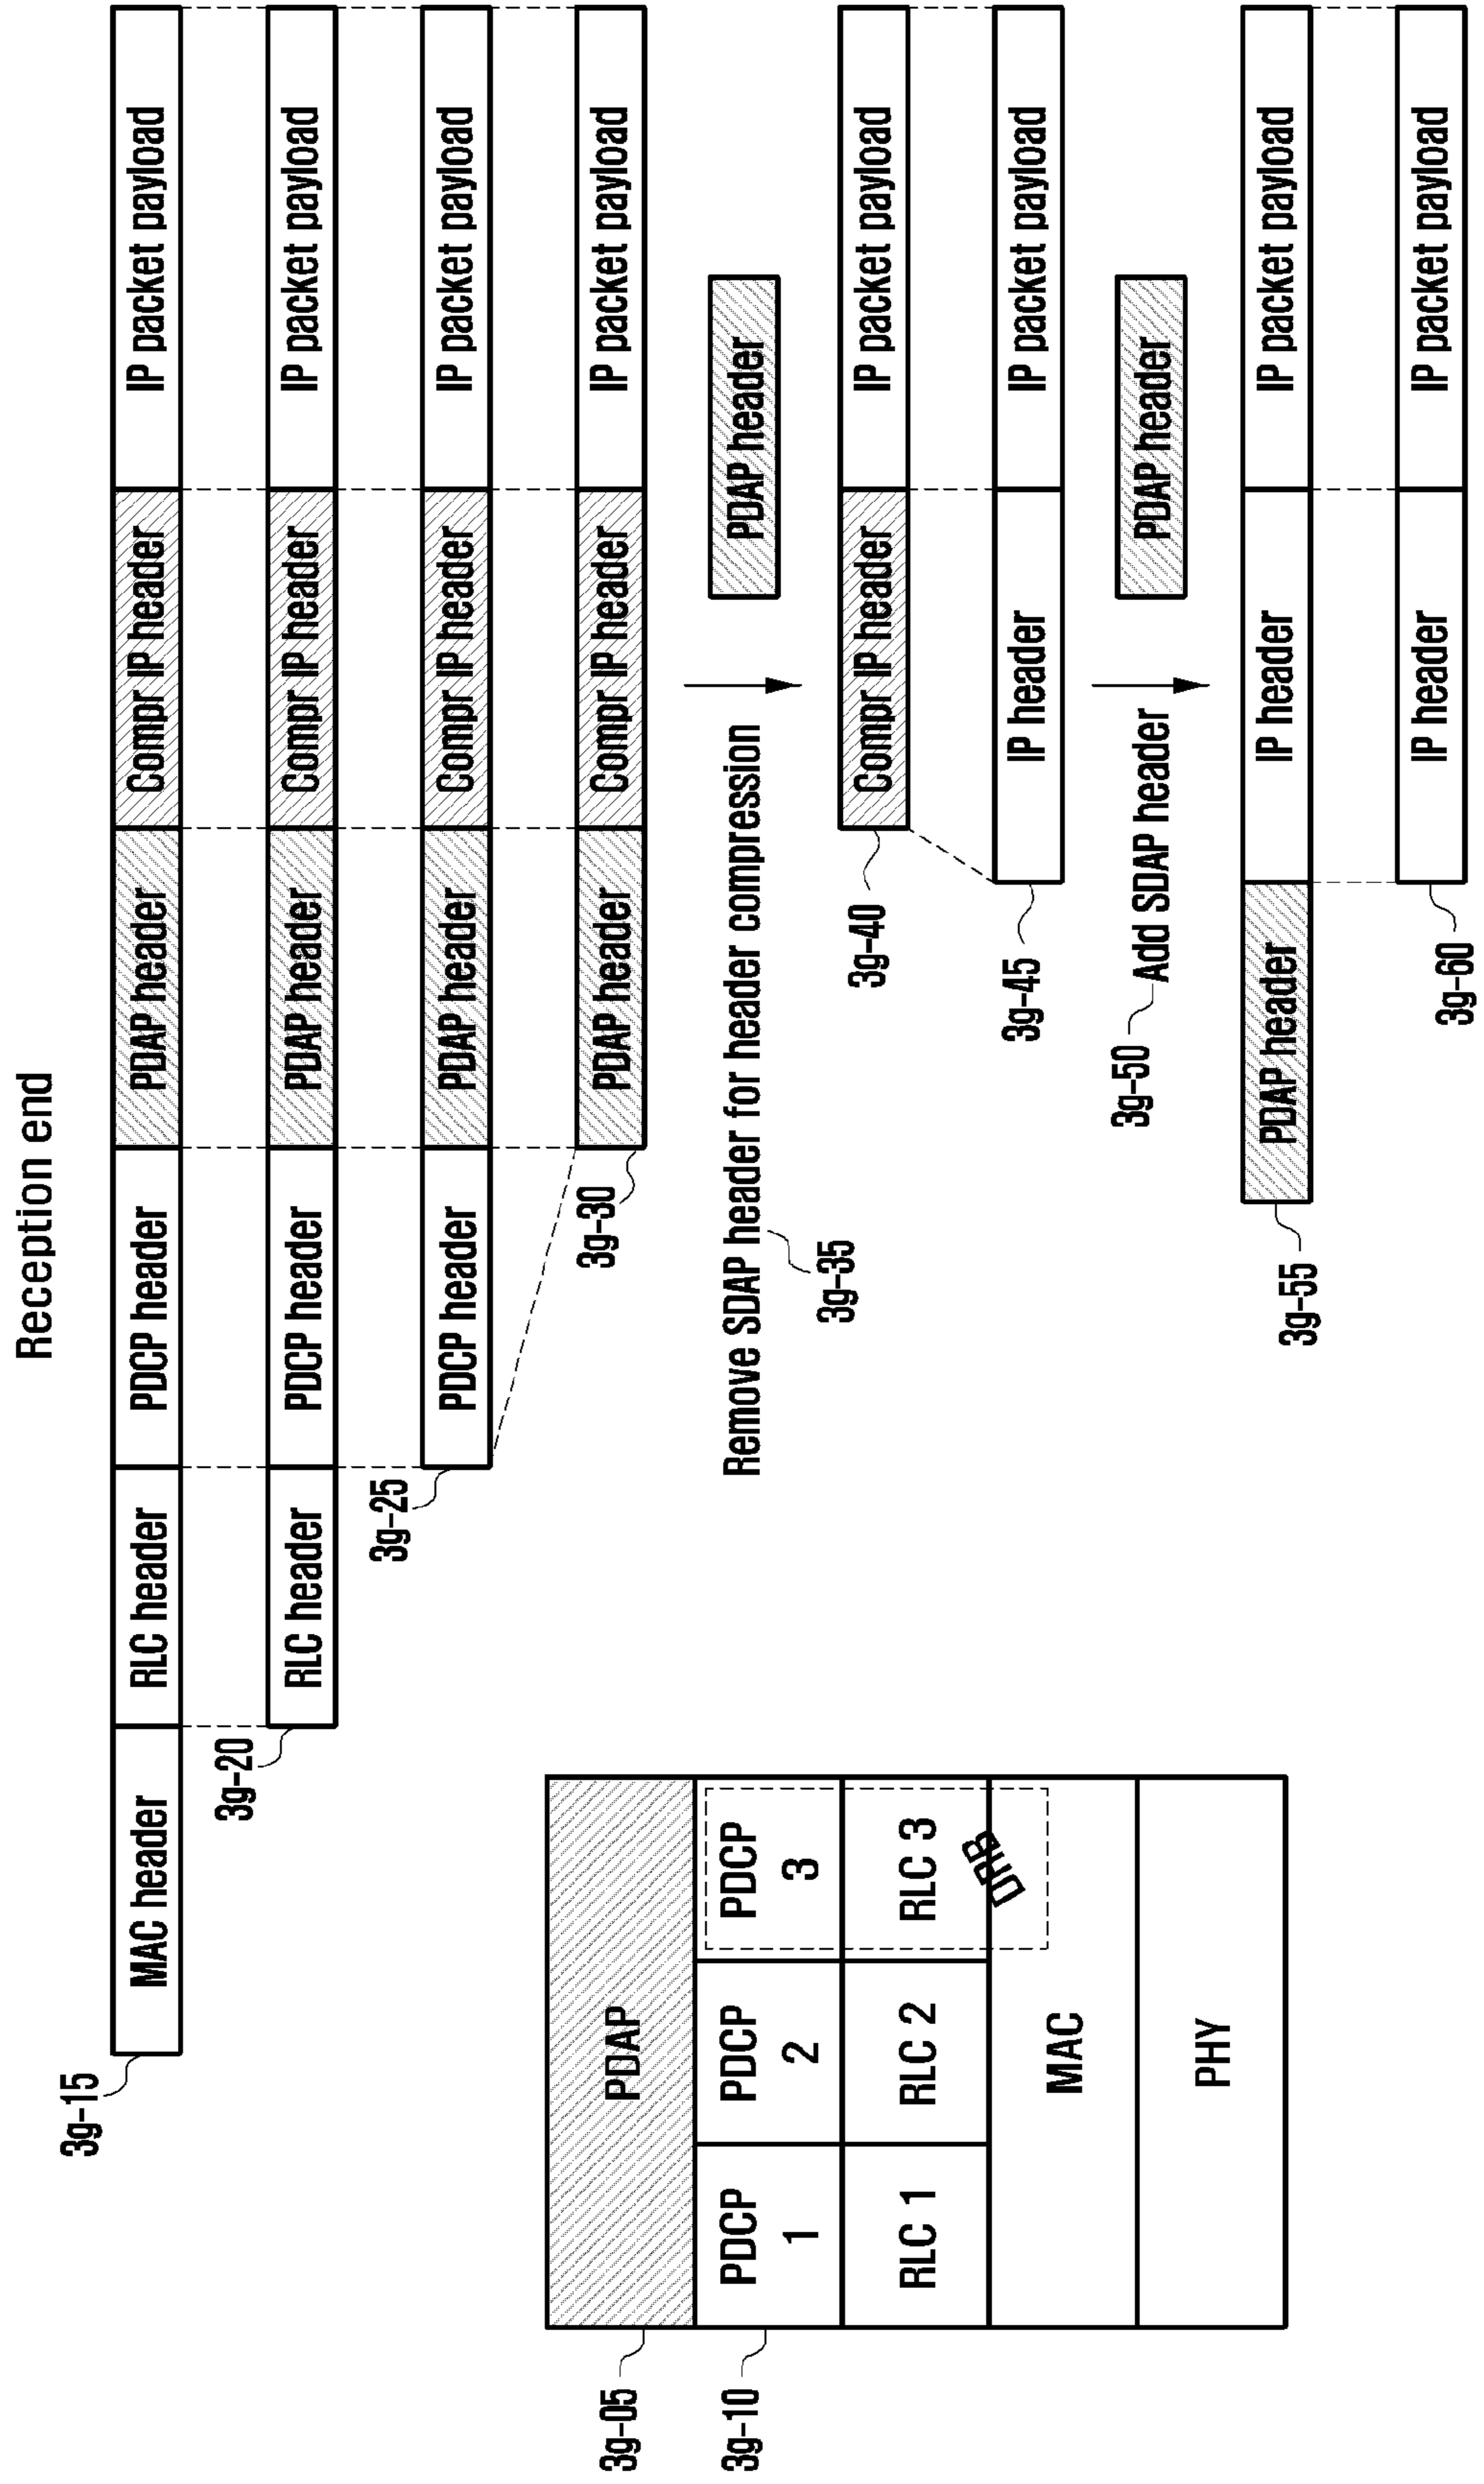 Reception end
3g-15
MAC header
RLC header
PDCP header
PDAP header
Compr IP header
IP packet payload
3g-20
RLC header
PDCP header
PDAP header
Compr IP header
IP packet payload
3g-25
PDCP header
PDAP header
Compr IP header
IP packet payload
3g-30
PDAP header
Compr IP header
IP packet payload
Remove SDAP header for header compression
3g-35
PDAP header
3g-40
Compr IP header
IP packet payload
3g-45
IP header
IP packet payload
3g-50
Add SDAP header
PDAP header
3g-55
PDAP header
IP header
IP packet payload
3g-60
IP header
IP packet payload
3g-05
PDAP
3g-10
PDCP
1
PDCP
2
PDCP
3
RLC 1
RLC 2
RLC 3
DRB
MAC
PHY